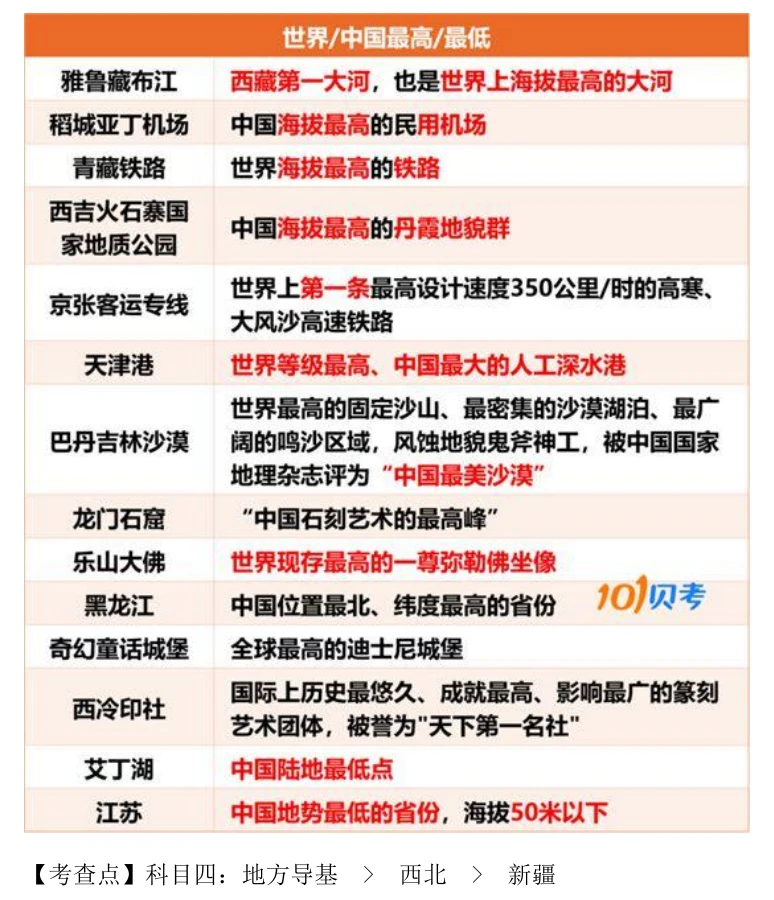 世界/中国最高/最低
雅鲁藏布江 西藏第一大河，也是世界上海拔最高的大河
稻城亚丁机场 中国海拔最高的民用机场
青藏铁路 世界海拔最高的铁路
西吉火石寨国
家地质公园
中国海拔最高的丹霞地貌群
京张客运专线
世界上第一条最高设计速度350公里/时的高寒、
大风沙高速铁路
天津港 世界等级最高、中国最大的人工深水港
巴丹吉林沙漠
世界最高的固定沙山、最密集的沙漠湖泊、最广
阔的鸣沙区域，风蚀地貌鬼斧神工，被中国国家
地理杂志评为“中国最美沙漠”
龙门石窟 “中国石刻艺术的最高峰”
乐山大佛 世界现存最高的一尊弥勒佛坐像
黑龙江 中国位置最北、纬度最高的省份
101贝考
奇幻童话城堡 全球最高的迪士尼城堡
西冷印社
国际上历史最悠久、成就最高、影响最广的篆刻
艺术团体，被誉为"天下第一名社"
艾丁湖 中国陆地最低点
江苏 中国地势最低的省份，海拔50米以下
【考查点】科目四：地方导基 > 西北 > 新疆